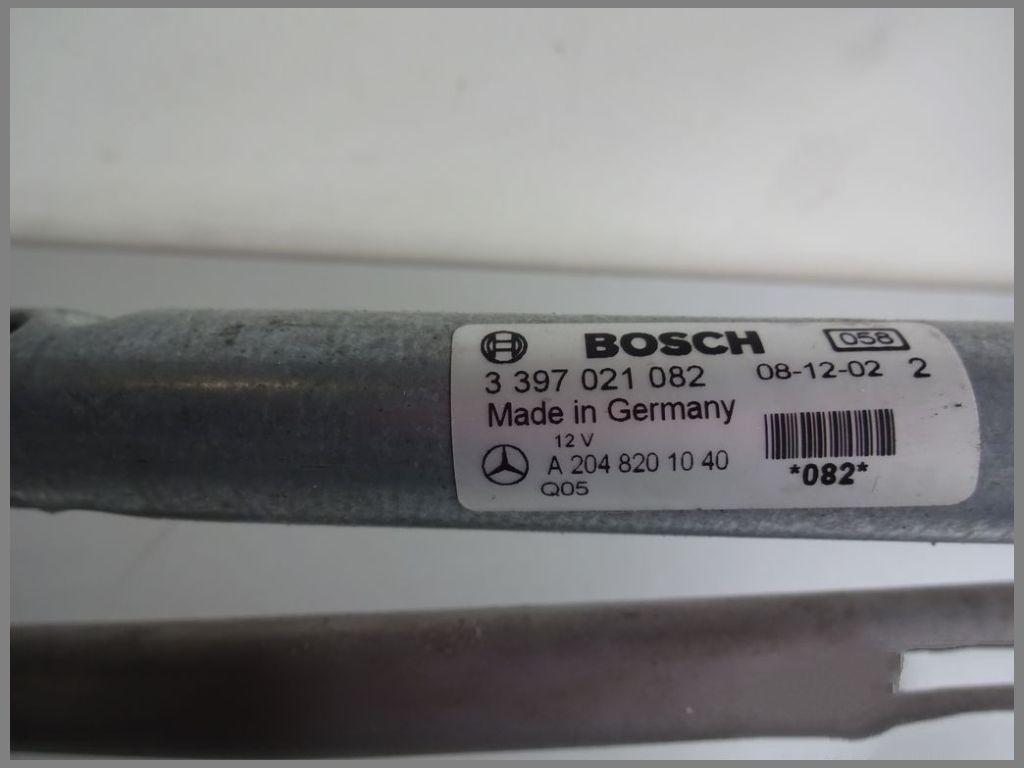 BOSCH 058
3 397 021 082 08-12-02 2
Made in Germany
12 V
A 204 820 10 40
Q05
*082*